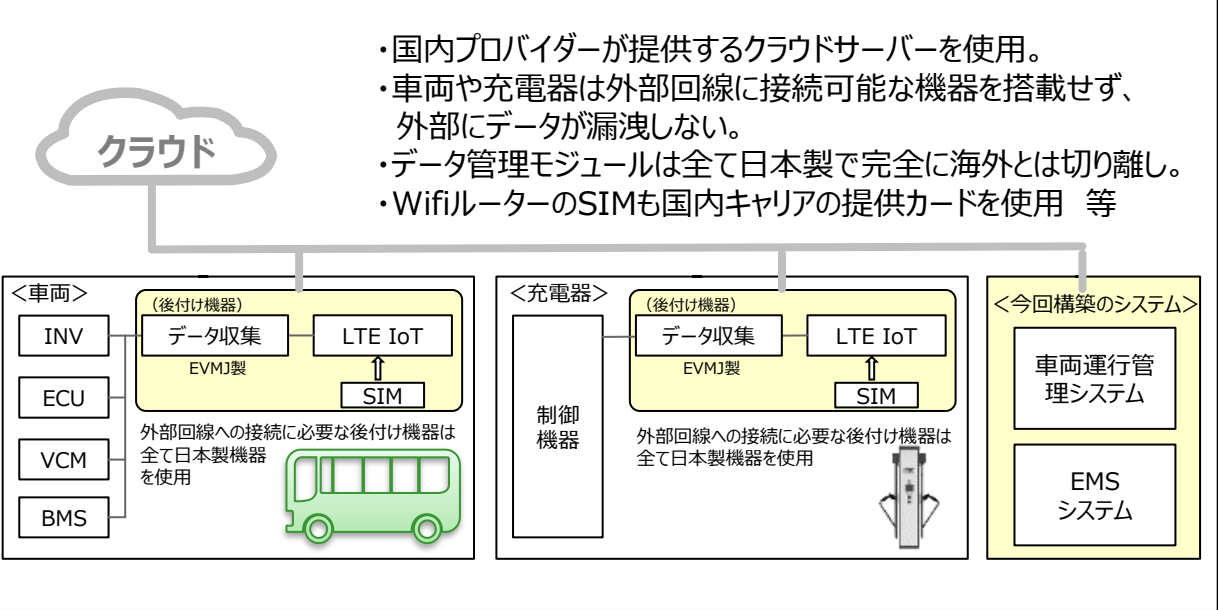 ・国内プロバイダーが提供するクラウドサーバーを使用。
・車両や充電器は外部回線に接続可能な機器を搭載せず、
外部にデータが漏洩しない。
・データ管理モジュールは全て日本製で完全に海外とは切り離し。
・WifiルーターのSIMも国内キャリアの提供カードを使用 等
クラウド
＜車両＞
INV
ECU
VCM
BMS
（後付け機器）
データ収集
LTE IoT
EVMJ製
SIM
外部回線への接続に必要な後付け機器は
全て日本製機器
を使用
＜充電器＞
制御
機器
（後付け機器）
データ収集
LTE IoT
EVMJ製
SIM
外部回線への接続に必要な後付け機器は
全て日本製機器を使用
＜今回構築のシステム＞
車両運行管
理システム
EMS
システム